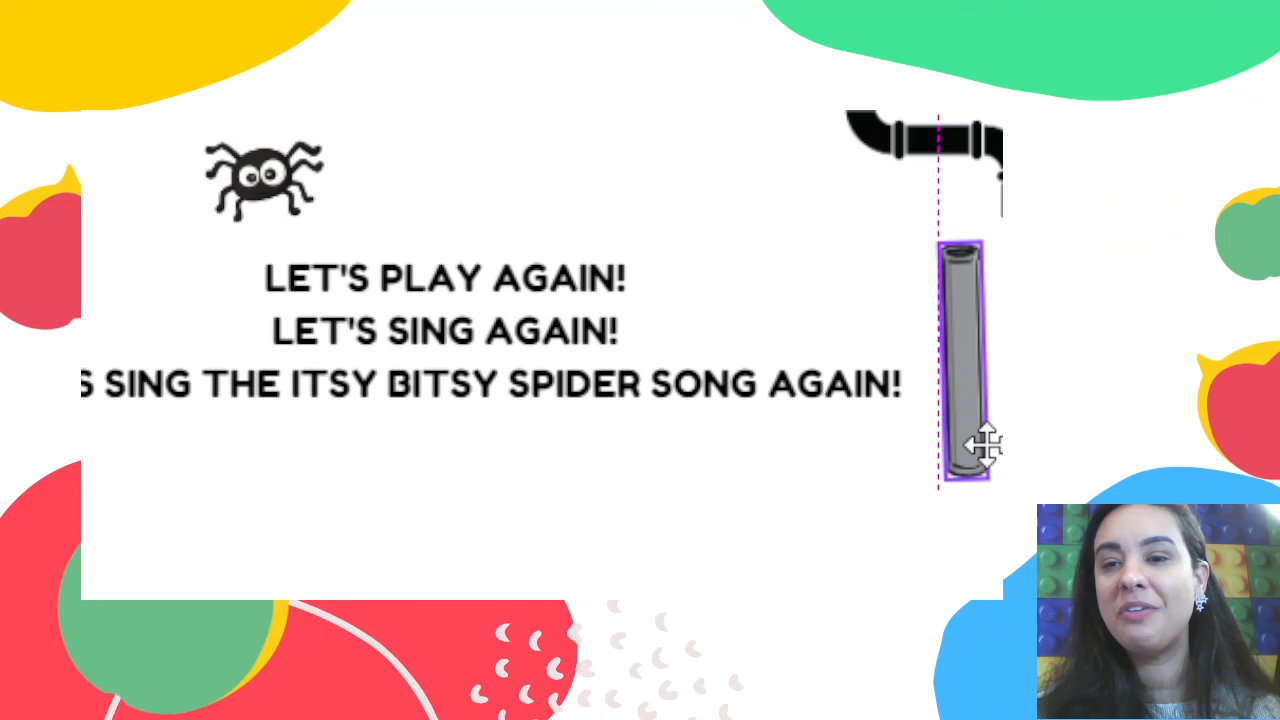 LET'S PLAY AGAIN!
LET'S SING AGAIN!
S SING THE ITSY BITSY SPIDER SONG AGAIN!